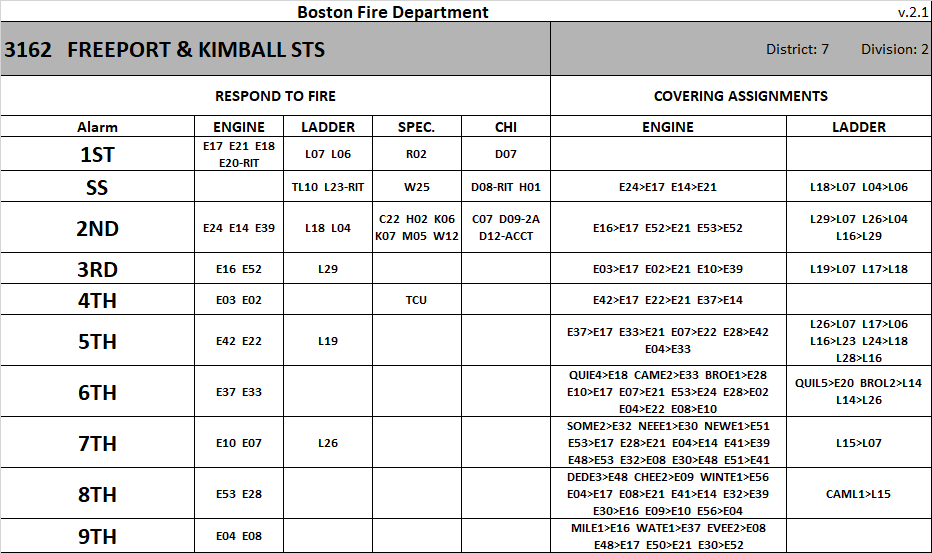 Boston Fire Department v.2.1
3162 FREEPORT & KIMBALL STS District: 7 Division: 2
RESPOND TO FIRE COVERING ASSIGNMENTS
Alarm ENGINE LADDER SPEC. CHI ENGINE LADDER
1ST E17 E21 E18 E20-RIT L07 L06 R02 D07
SS TL10 L23-RIT W25 D08-RIT H01 E24>E17 E14>E21 L18>L07 L04>L06
2ND E24 E14 E39 L18 L04 C22 H02 K06 K07 M05 W12 C07 D09-2A D12-ACCT E16>E17 E52>E21 E53>E52 L29>L07 L26>L04 L16>L29
3RD E16 E52 L29 E03>E17 E02>E21 E10>E39 L19>L07 L17>L18
4TH E03 E02 TCU E42>E17 E22>E21 E37>E14
5TH E42 E22 L19 E37>E17 E33>E21 E07>E22 E28>E42 E04>E33 L26>L07 L17>L06 L16>L23 L24>L18 L28>L16
6TH E37 E33 QUIE4>E18 CAME2>E33 BROE1>E28 E10>E17 E07>E21 E53>E24 E28>E02 E04>E22 E08>E10 QUIL5>E20 BROL2>L14 L14>L26
7TH E10 E07 L26 SOME2>E32 NEEE1>E30 NEWE1>E51 E53>E17 E28>E21 E04>E14 E41>E39 E48>E53 E32>E08 E30>E48 E51>E41 L15>L07
8TH E53 E28 DEDE3>E48 CHEE2>E09 WINTE1>E56 E04>E17 E08>E21 E41>E14 E32>E39 E30>E16 E09>E10 E56>E04 CAML1>L15
9TH E04 E08 MILE1>E16 WATE1>E37 EVEE2>E08 E48>E17 E50>E21 E30>E52